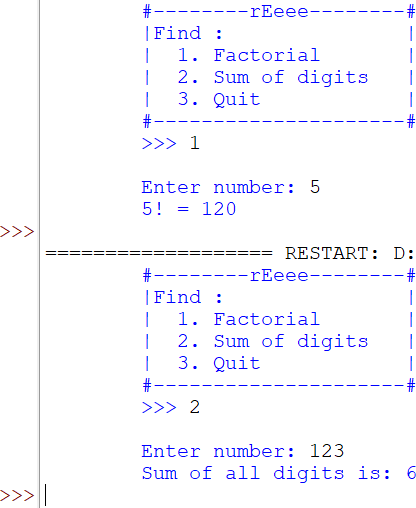 #--------rEeee--------#
|Find :               |
|  1. Factorial       |
|  2. Sum of digits   |
|  3. Quit            |
#---------------------#
>>> 1
Enter number: 5
5! = 120
>>>
=================== RESTART: D:
#--------rEeee--------#
|Find :               |
|  1. Factorial       |
|  2. Sum of digits   |
|  3. Quit            |
#---------------------#
>>> 2
Enter number: 123
Sum of all digits is: 6
>>>